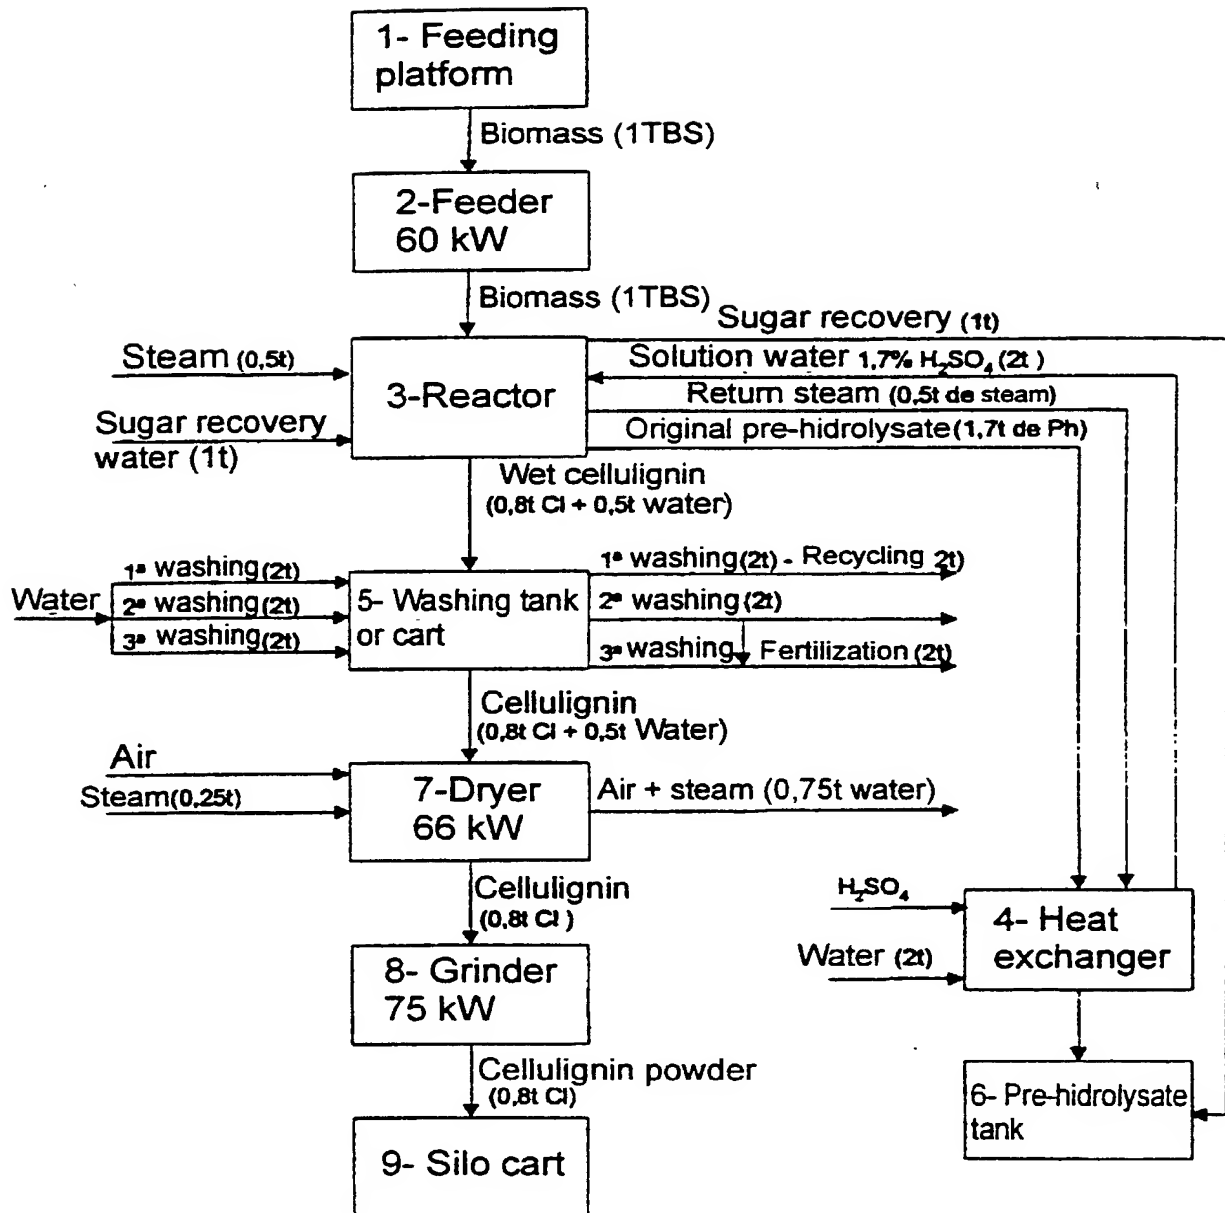 1- Feeding
platform
Biomass (1TBS)
2-Feeder
60 kW
Biomass (1TBS)
Sugar recovery (1t)
Steam (0,5t)
Solution water 1,7% H₂SO₄ (2t )
3-Reactor
Return steam (0,5t de steam)
Sugar recovery
water (1t)
Original pre-hidrolysate (1,7t de Ph)
Wet cellulignin
(0,8t Cl + 0,5t water)
Water
1ª washing (2t)
2ª washing (2t)
3ª washing (2t)
5- Washing tank
or cart
1ª washing (2t) - Recycling 2t)
2ª washing (2t)
3ª washing
Fertilization (2t)
Cellulignin
(0,8t Cl + 0,5t Water)
Air
Steam(0,25t)
7-Dryer
66 kW
Air + steam (0,75t water)
Cellulignin
(0,8t Cl )
H₂SO₄
Water (2t)
4- Heat
exchanger
8- Grinder
75 kW
Cellulignin powder
(0,8t Cl)
6- Pre-hidrolysate
tank
9- Silo cart